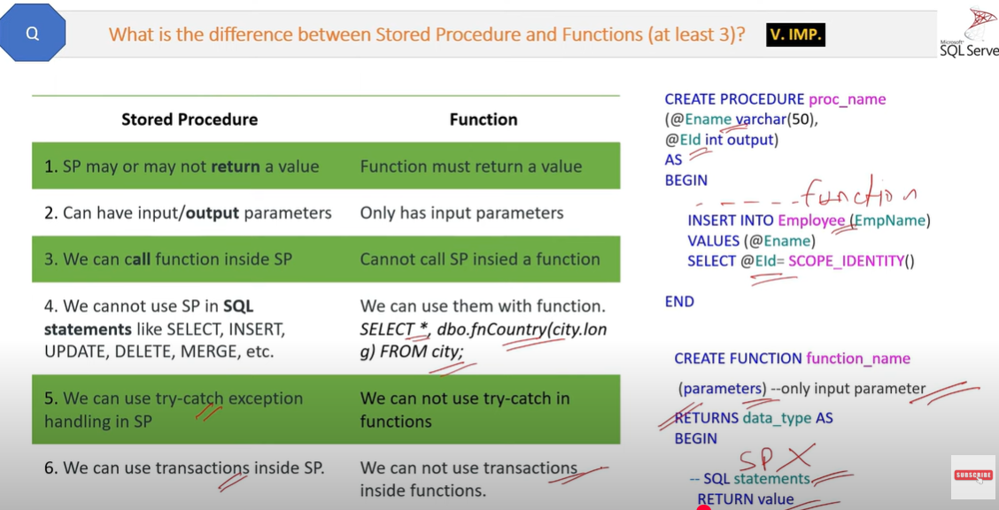 Q
What is the difference between Stored Procedure and Functions (at least 3)?
V. IMP.
Microsoft
SQL Serve
Stored Procedure
Function
1. SP may or may not return a value
Function must return a value
2. Can have input/output parameters
Only has input parameters
3. We can call function inside SP
Cannot call SP insied a function
4. We cannot use SP in SQL
statements like SELECT, INSERT,
UPDATE, DELETE, MERGE, etc.
We can use them with function.
SELECT *, dbo.fnCountry(city.lon
g) FROM city;
5. We can use try-catch exception
handling in SP
We can not use try-catch in
functions
6. We can use transactions inside SP.
We can not use transactions
inside functions.
CREATE PROCEDURE proc_name
(@Ename varchar(50),
@EId int output)
AS
BEGIN
- - - - - function
INSERT INTO Employee (EmpName)
VALUES (@Ename)
SELECT @EId= SCOPE_IDENTITY()
END
CREATE FUNCTION function_name
(parameters) --only input parameter
RETURNS data_type AS
BEGIN
SP X
-- SQL statements
RETURN value
SUBSCRIBE